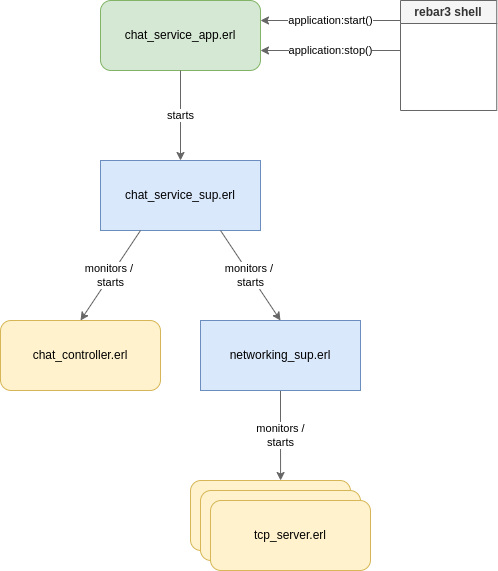 rebar3 shell
application:start()
chat_service_app.erl
application:stop()
starts
chat_service_sup.erl
monitors /
starts
monitors /
starts
chat_controller.erl
networking_sup.erl
monitors /
starts
tcp_server.erl